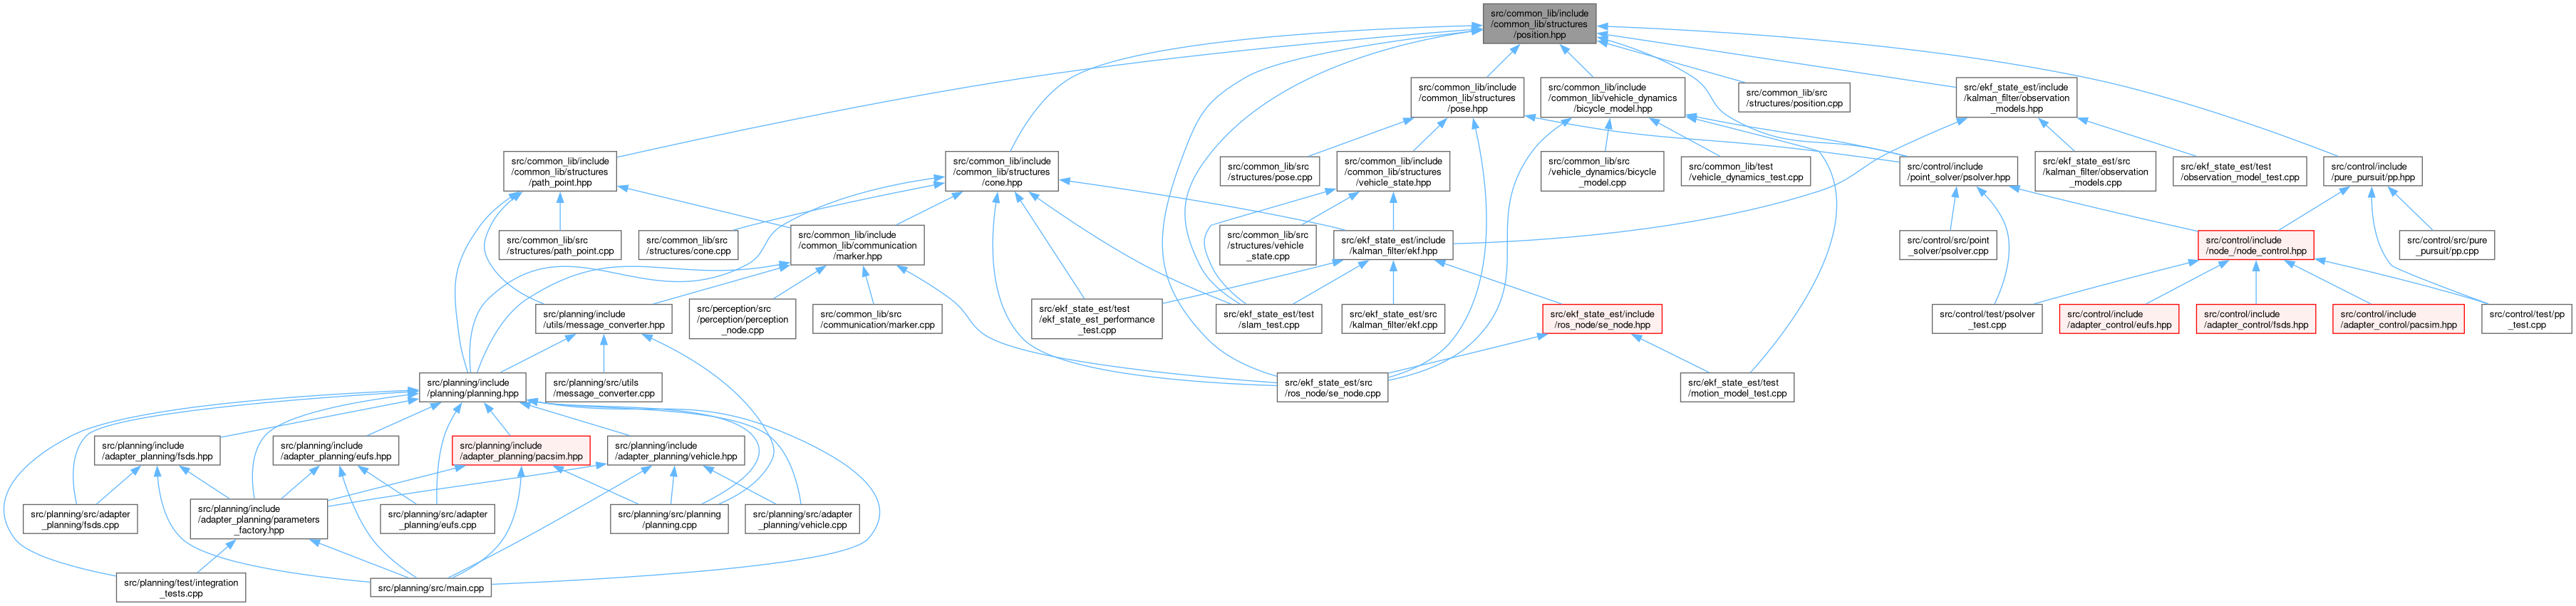 src/common_lib/include
/common_lib/structures
/position.hpp
src/common_lib/include
/common_lib/structures
/pose.hpp
src/common_lib/include
/common_lib/vehicle_dynamics
/bicycle_model.hpp
src/common_lib/src
/structures/position.cpp
src/ekf_state_est/include
/kalman_filter/observation
_models.hpp
src/common_lib/include
/common_lib/structures
/path_point.hpp
src/common_lib/include
/common_lib/structures
/cone.hpp
src/common_lib/src
/structures/pose.cpp
src/common_lib/include
/common_lib/structures
/vehicle_state.hpp
src/common_lib/src
/vehicle_dynamics/bicycle
_model.cpp
src/common_lib/test
/vehicle_dynamics_test.cpp
src/control/include
/point_solver/psolver.hpp
src/ekf_state_est/src
/kalman_filter/observation
_models.cpp
src/ekf_state_est/test
/observation_model_test.cpp
src/control/include
/pure_pursuit/pp.hpp
src/common_lib/src
/structures/path_point.cpp
src/common_lib/src
/structures/cone.cpp
src/common_lib/include
/common_lib/communication
/marker.hpp
src/common_lib/src
/structures/vehicle
_state.cpp
src/ekf_state_est/include
/kalman_filter/ekf.hpp
src/control/src/point
_solver/psolver.cpp
src/control/include
/node_/node_control.hpp
src/control/src/pure
_pursuit/pp.cpp
src/planning/include
/utils/message_converter.hpp
src/perception/src
/perception/perception
_node.cpp
src/common_lib/src
/communication/marker.cpp
src/ekf_state_est/test
/ekf_state_est_performance
_test.cpp
src/ekf_state_est/test
/slam_test.cpp
src/ekf_state_est/src
/kalman_filter/ekf.cpp
src/ekf_state_est/include
/ros_node/se_node.hpp
src/control/test/psolver
_test.cpp
src/control/include
/adapter_control/eufs.hpp
src/control/include
/adapter_control/fsds.hpp
src/control/include
/adapter_control/pacsim.hpp
src/control/test/pp
_test.cpp
src/planning/include
/planning/planning.hpp
src/planning/src/utils
/message_converter.cpp
src/ekf_state_est/src
/ros_node/se_node.cpp
src/ekf_state_est/test
/motion_model_test.cpp
src/planning/include
/adapter_planning/fsds.hpp
src/planning/include
/adapter_planning/eufs.hpp
src/planning/include
/adapter_planning/pacsim.hpp
src/planning/include
/adapter_planning/vehicle.hpp
src/planning/src/adapter
_planning/fsds.cpp
src/planning/include
/adapter_planning/parameters
_factory.hpp
src/planning/src/adapter
_planning/eufs.cpp
src/planning/src/planning
/planning.cpp
src/planning/src/adapter
_planning/vehicle.cpp
src/planning/test/integration
_tests.cpp
src/planning/src/main.cpp